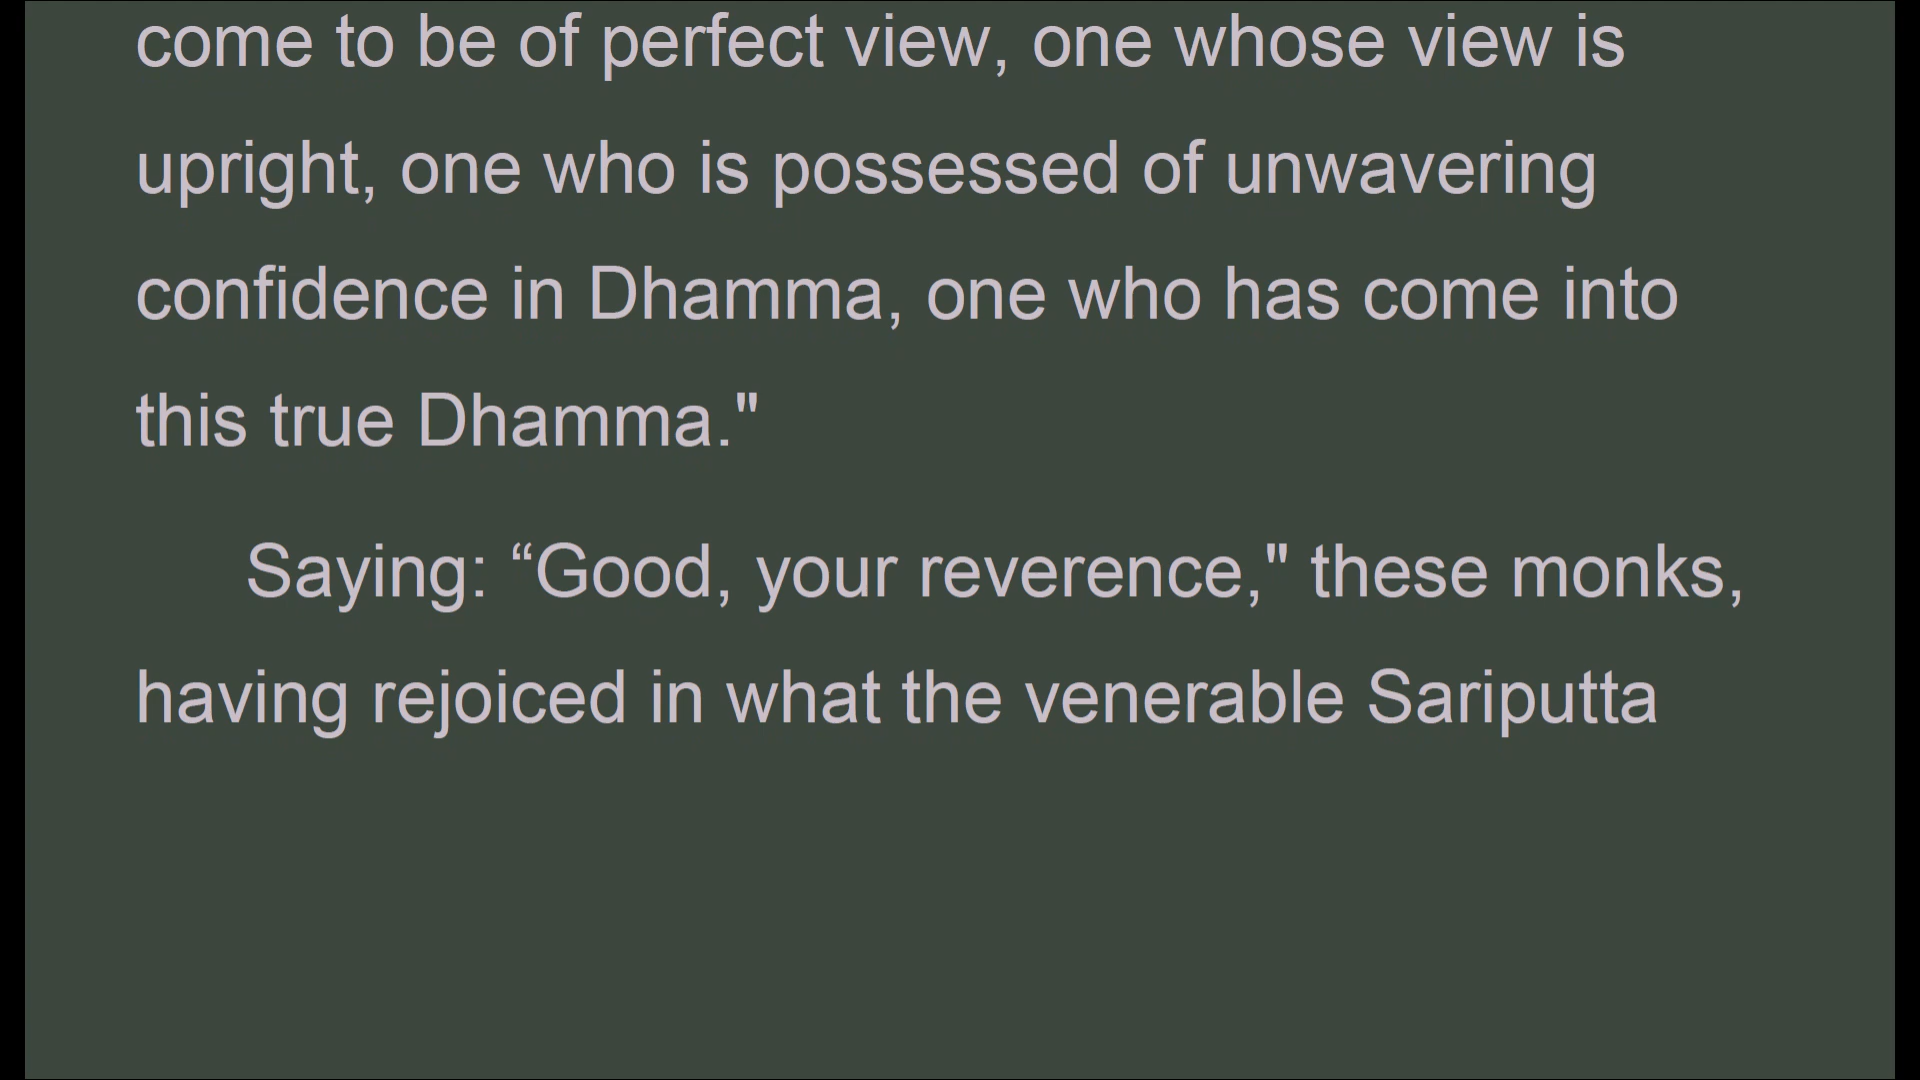 come to be of perfect view, one whose view is
upright, one who is possessed of unwavering
confidence in Dhamma, one who has come into
this true Dhamma."
Saying: “Good, your reverence," these monks,
having rejoiced in what the venerable Sariputta